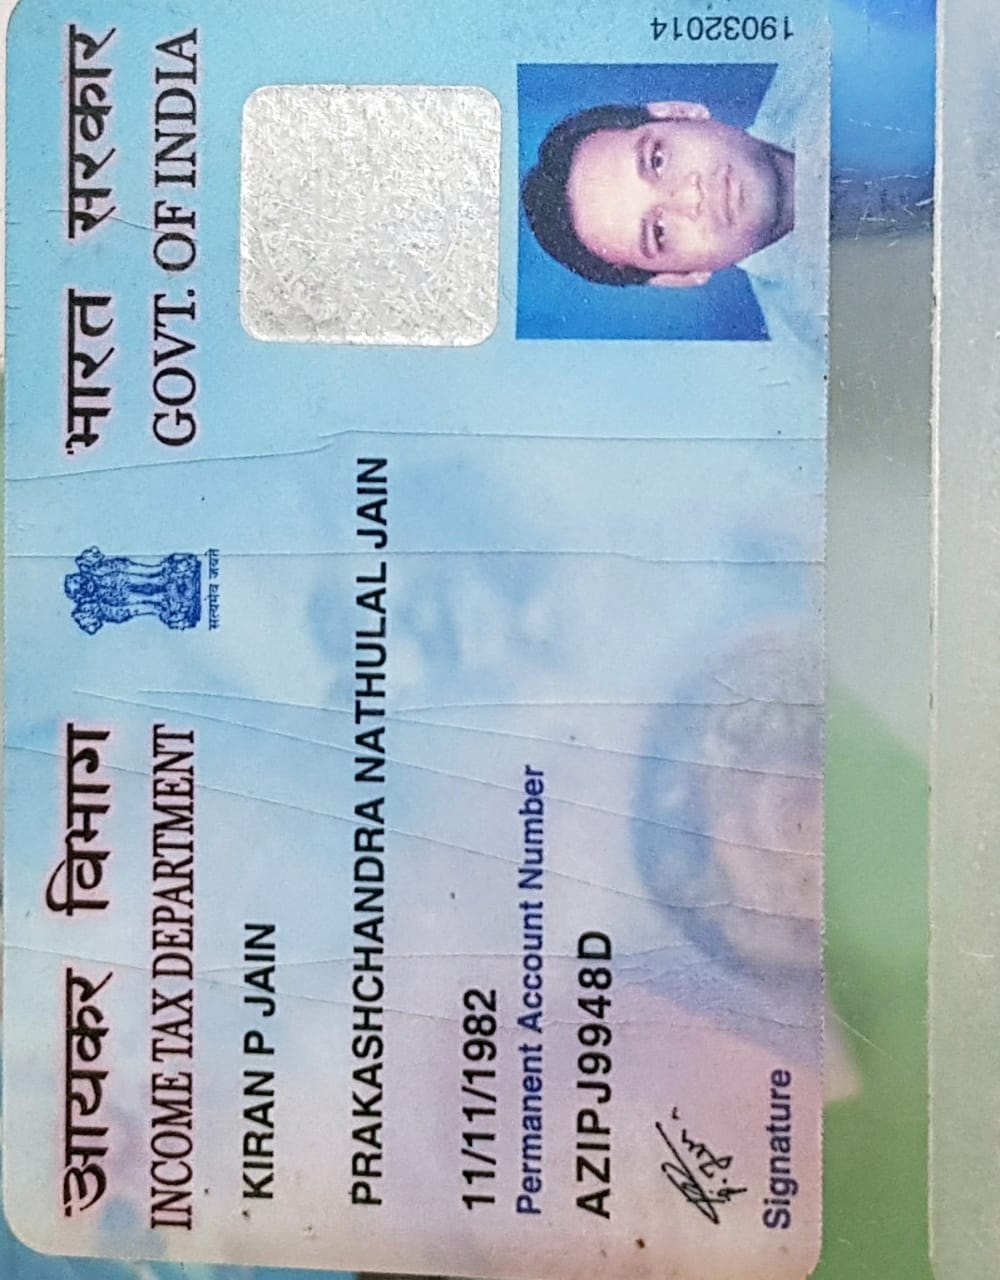 आयकर विभाग
INCOME TAX DEPARTMENT
सत्यमेव जयते
भारत सरकार
GOVT. OF INDIA
KIRAN P JAIN
PRAKASHCHANDRA NATHULAL JAIN
11/11/1982
Permanent Account Number
AZIPJ9948D
Signature
19032014